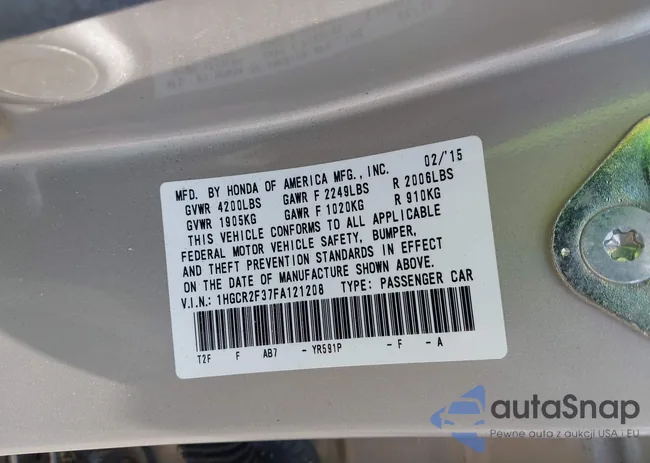 MFD. BY HONDA OF AMERICA MFG., INC. 02/'15
GVWR 4200LBS GAWR F 2249LBS R 2006LBS
GVWR 1905KG GAWR F 1020KG R 910KG
THIS VEHICLE CONFORMS TO ALL APPLICABLE
FEDERAL MOTOR VEHICLE SAFETY, BUMPER,
AND THEFT PREVENTION STANDARDS IN EFFECT
ON THE DATE OF MANUFACTURE SHOWN ABOVE.
V.I.N.: 1HGCR2F37FA121208 TYPE: PASSENGER CAR
T2F F AB7 - YR591P - F - A
autoSnap
Pewne auta z aukcji USA i EU